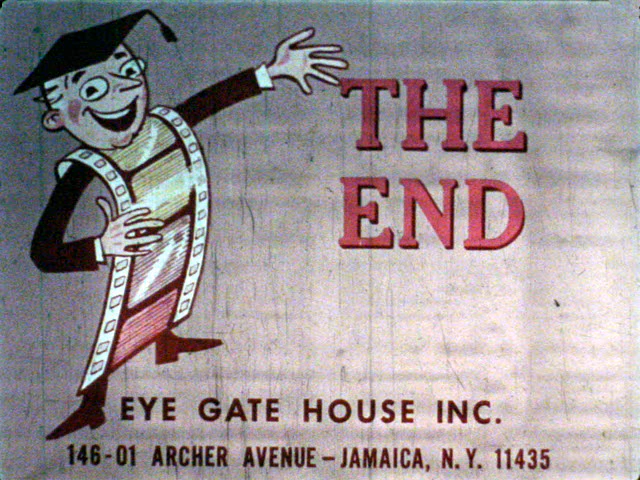 THE
END
EYE GATE HOUSE INC.
146-01 ARCHER AVENUE - JAMAICA, N.Y. 11435